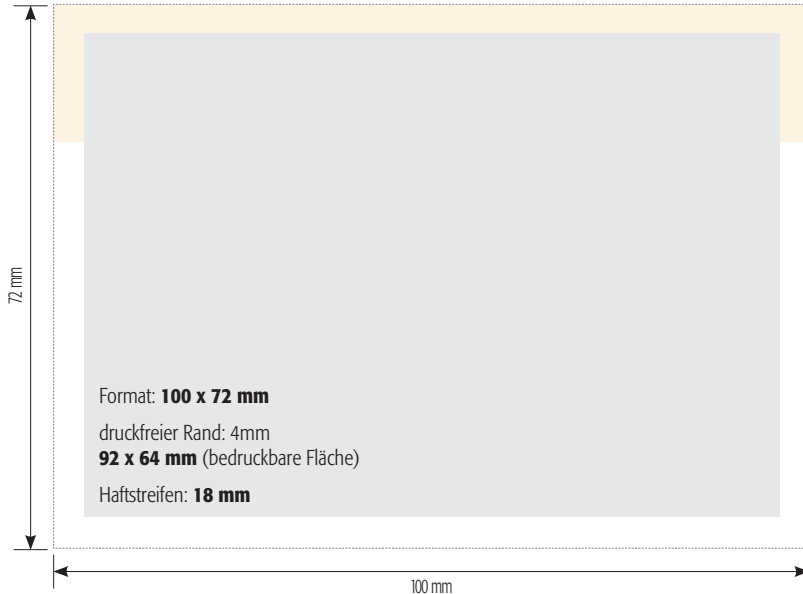 72 mm
Format: 100 x 72 mm
druckfreier Rand: 4mm
92 x 64 mm (bedruckbare Fläche)
Haftstreifen: 18 mm
100 mm